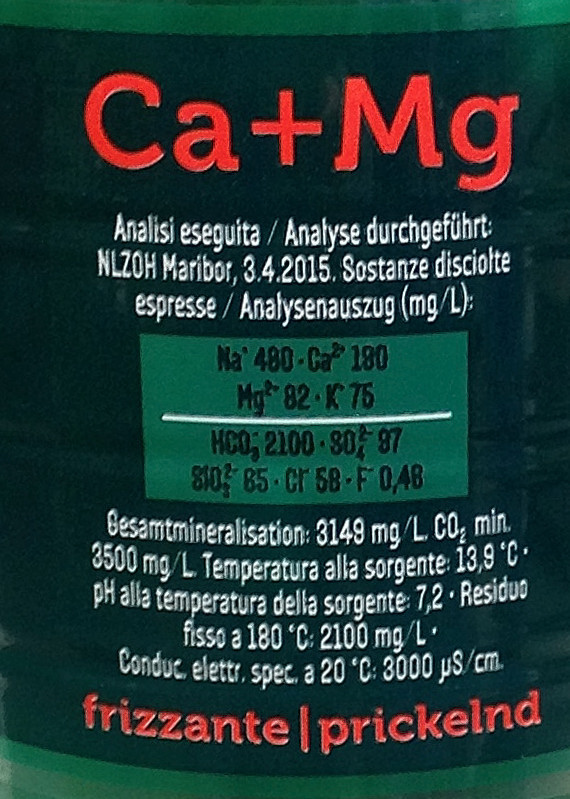 Ca+Mg
Analisi eseguita / Analyse durchgeführt:
NLZOH Maribor, 3.4.2015. Sostanze disciolte
espresse / Analysenauszug (mg/L):
Na⁺ 480 · Ca²⁺ 180
Mg²⁺ 82 · K⁺ 75
HCO₃⁻ 2100 · SO₄²⁻ 87
SiO₃²⁻ 65 · Cl⁻ 58 · F⁻ 0,46
Gesamtmineralisation: 3149 mg/L. CO₂ min.
3500 mg/L. Temperatura alla sorgente: 13,9 °C ·
pH alla temperatura della sorgente: 7,2 · Residuo
fisso a 180 °C: 2100 mg/L ·
Conduc. elettr. spec. a 20 °C: 3000 µS/cm.
frizzante | prickelnd